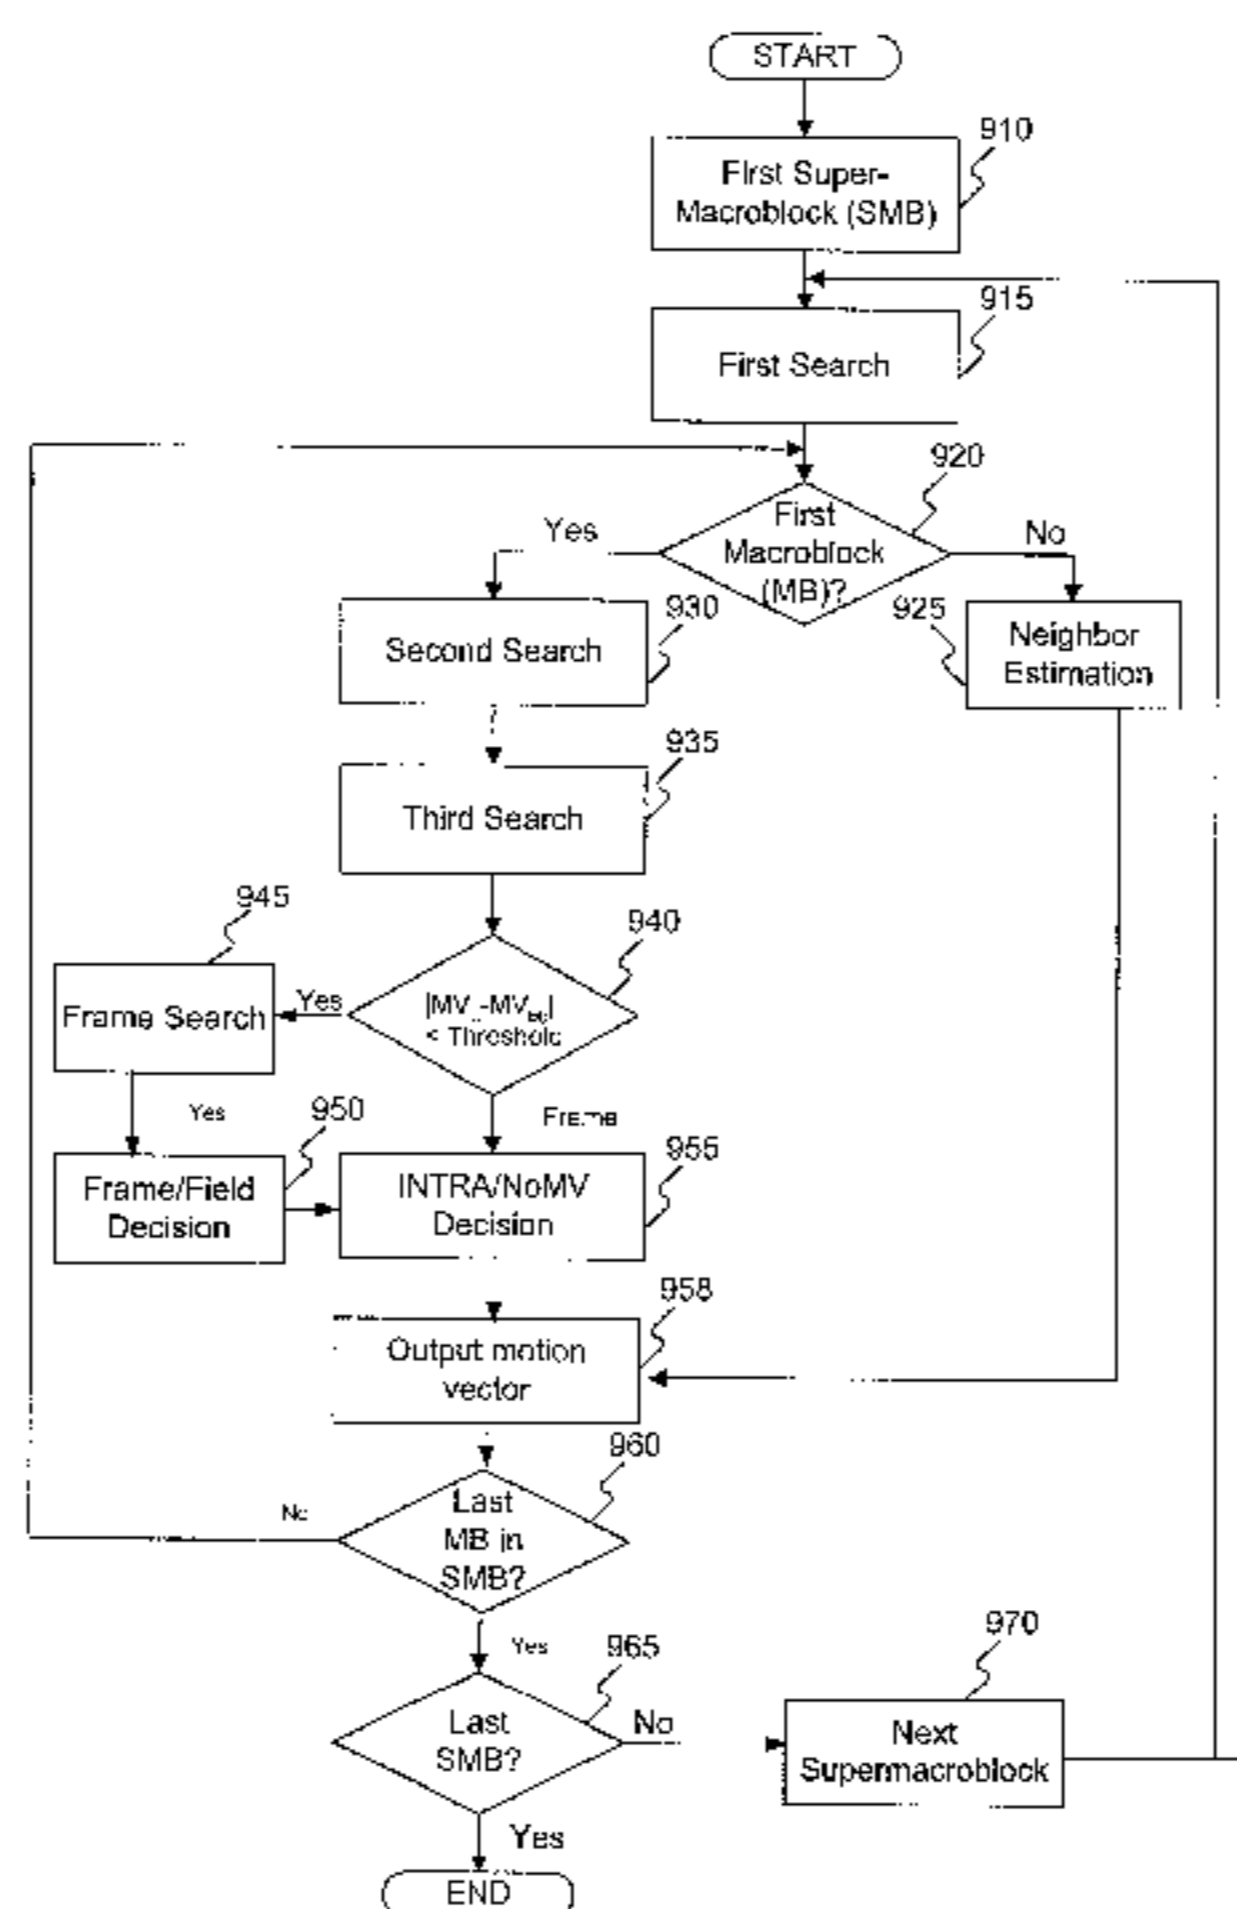 START
910
First Super-
Macroblock (SMB)
915
First Search
920
First
Macroblock
(MB)?
Yes
No
930
Second Search
925
Neighbor
Estimation
935
Third Search
945
Frame Search
940
Yes
< Threshold
Yes
Frame
950
Frame/Field
Decision
955
INTRA/NoMV
Decision
958
Output motion
vector
960
Last
MB in
SMB?
No
Yes
965
Last
SMB?
No
970
Next
Supermacroblock
Yes
END